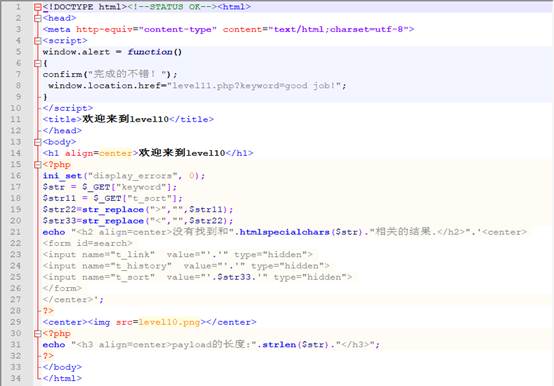 1 <!DOCTYPE html><!--STATUS OK--><html>
2 <head>
3 <meta http-equiv="content-type" content="text/html;charset=utf-8">
4 <script>
5 window.alert = function()
6 {
7 confirm("完成的不错！");
8 window.location.href="level11.php?keyword=good job!";
9 }
10 </script>
11 <title>欢迎来到level10</title>
12 </head>
13 <body>
14 <h1 align=center>欢迎来到level10</h1>
15 <?php
16 ini_set("display_errors", 0);
17 $str = $_GET["keyword"];
18 $str11 = $_GET["t_sort"];
19 $str22=str_replace(">","",$str11);
20 $str33=str_replace("<","",$str22);
21 echo "<h2 align=center>没有找到和".htmlspecialchars($str)."相关的结果.</h2>".'<center>
22 <form id=search>
23 <input name="t_link" value="'.'" type="hidden">
24 <input name="t_history" value="'.'" type="hidden">
25 <input name="t_sort" value="'.$str33.'" type="hidden">
26 </form>
27 </center>';
28 ?>
29 <center><img src=level10.png></center>
30 <?php
31 echo "<h3 align=center>payload的长度:".strlen($str)."</h3>";
32 ?>
33 </body>
34 </html>